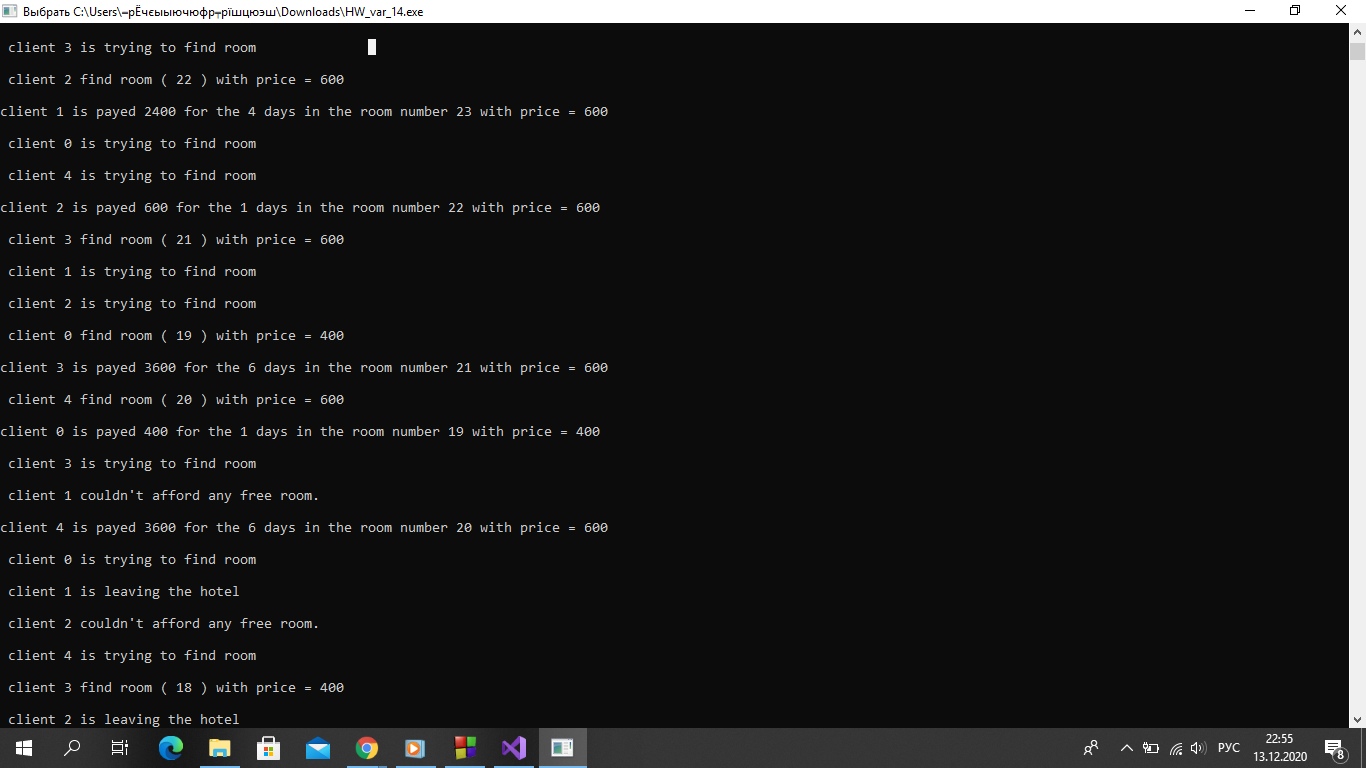 Выбрать C:\Users\═рЁчєыыючюфр╤рїшцюэш\Downloads\HW_var_14.exe
client 3 is trying to find room
client 2 find room ( 22 ) with price = 600
client 1 is payed 2400 for the 4 days in the room number 23 with price = 600
client 0 is trying to find room
client 4 is trying to find room
client 2 is payed 600 for the 1 days in the room number 22 with price = 600
client 3 find room ( 21 ) with price = 600
client 1 is trying to find room
client 2 is trying to find room
client 0 find room ( 19 ) with price = 400
client 3 is payed 3600 for the 6 days in the room number 21 with price = 600
client 4 find room ( 20 ) with price = 600
client 0 is payed 400 for the 1 days in the room number 19 with price = 400
client 3 is trying to find room
client 1 couldn't afford any free room.
client 4 is payed 3600 for the 6 days in the room number 20 with price = 600
client 0 is trying to find room
client 1 is leaving the hotel
client 2 couldn't afford any free room.
client 4 is trying to find room
client 3 find room ( 18 ) with price = 400
client 2 is leaving the hotel
РУС
22:55
13.12.2020
8